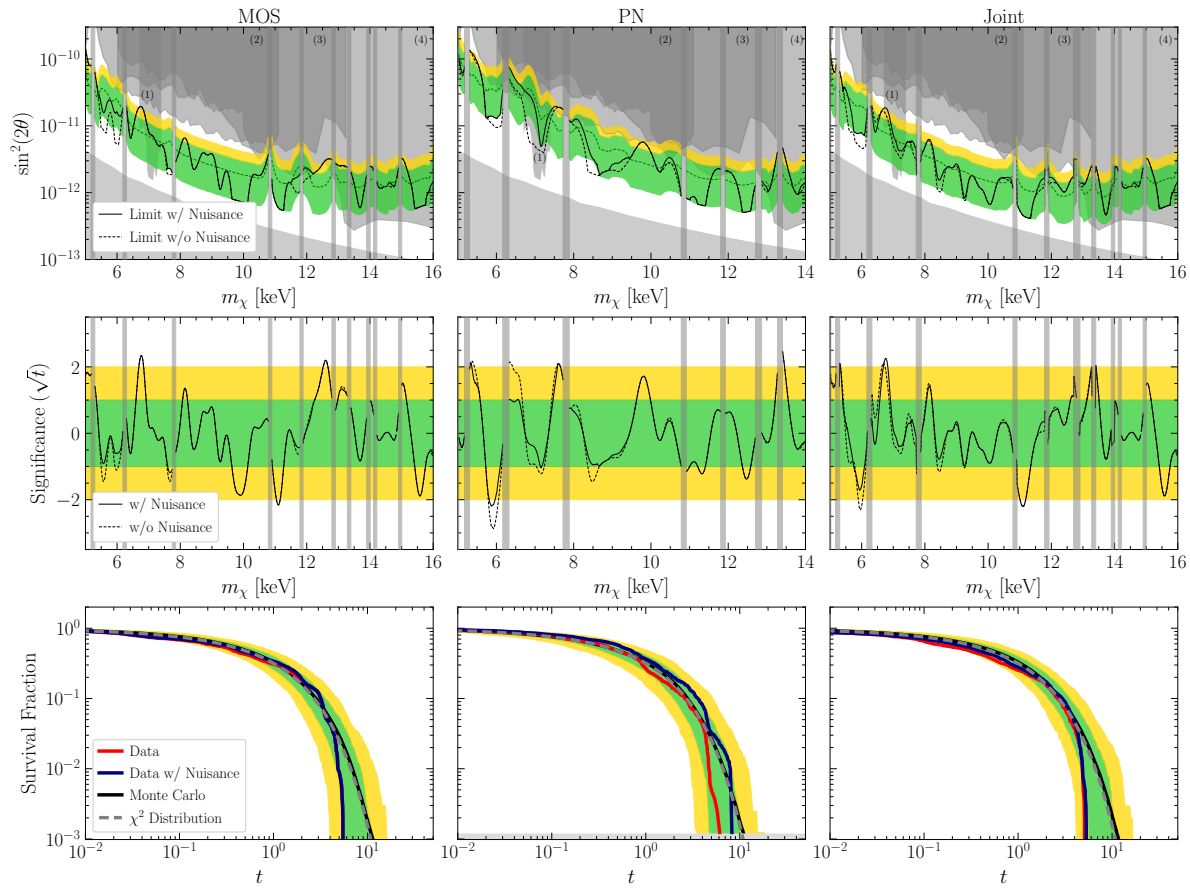 MOS
PN
Joint
sin²(2θ)
10⁻¹⁰
10⁻¹¹
10⁻¹²
10⁻¹³
(1)
(2)
(3)
(4)
Limit w/ Nuisance
Limit w/o Nuisance
6 8 10 12 14 16
m_χ [keV]
(1)
(2)
(3)
(4)
6 8 10 12 14
m_χ [keV]
(1)
(2)
(3)
(4)
6 8 10 12 14 16
m_χ [keV]
Significance (√t)
2
0
−2
w/ Nuisance
w/o Nuisance
6 8 10 12 14 16
m_χ [keV]
6 8 10 12 14
m_χ [keV]
6 8 10 12 14 16
m_χ [keV]
Survival Fraction
10⁰
10⁻¹
10⁻²
10⁻³
Data
Data w/ Nuisance
Monte Carlo
χ² Distribution
10⁻² 10⁻¹ 10⁰ 10¹
t
10⁻² 10⁻¹ 10⁰ 10¹
t
10⁻² 10⁻¹ 10⁰ 10¹
t